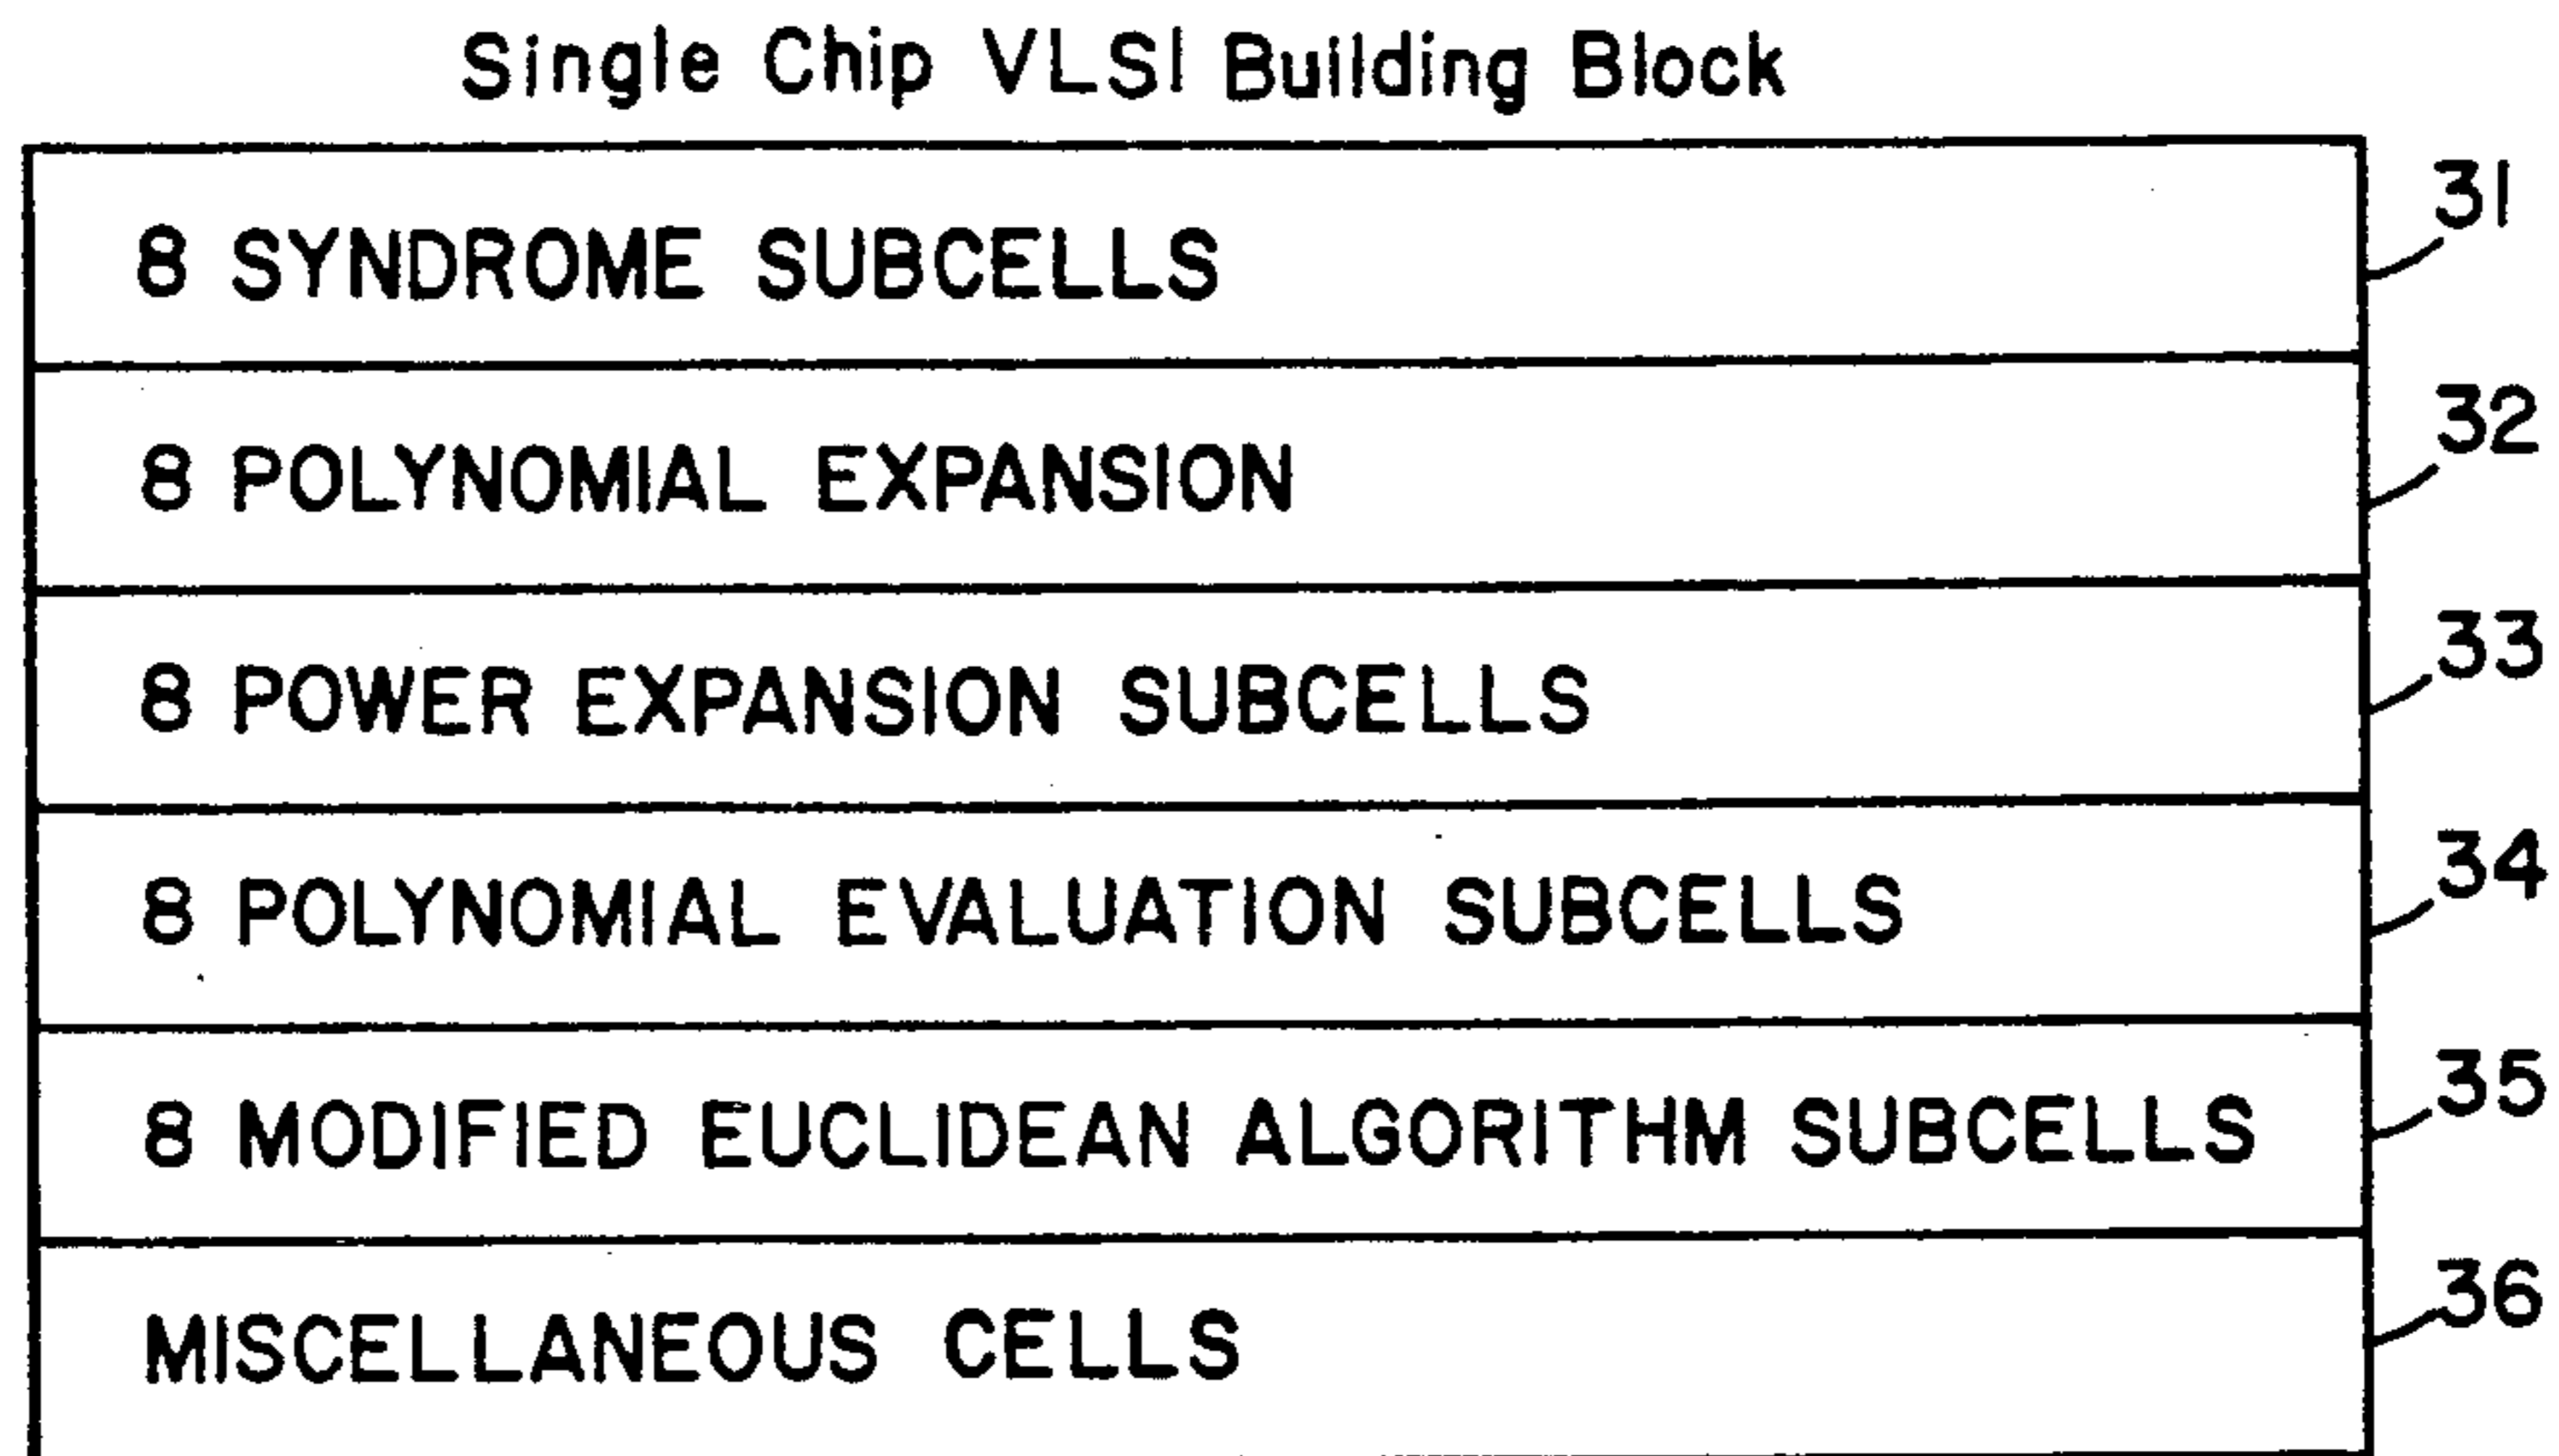 Single Chip VLSI Building Block
8 SYNDROME SUBCELLS
31
8 POLYNOMIAL EXPANSION
32
8 POWER EXPANSION SUBCELLS
33
8 POLYNOMIAL EVALUATION SUBCELLS
34
8 MODIFIED EUCLIDEAN ALGORITHM SUBCELLS
35
MISCELLANEOUS CELLS
36